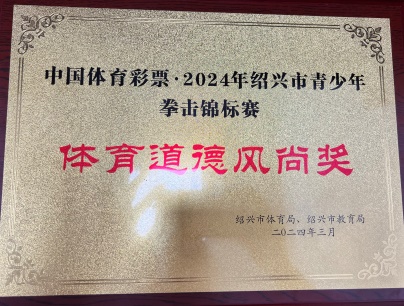 中国体育彩票·2024年绍兴市青少年
拳击锦标赛
体育道德风尚奖
绍兴市体育局、绍兴市教育局
二〇二四年三月